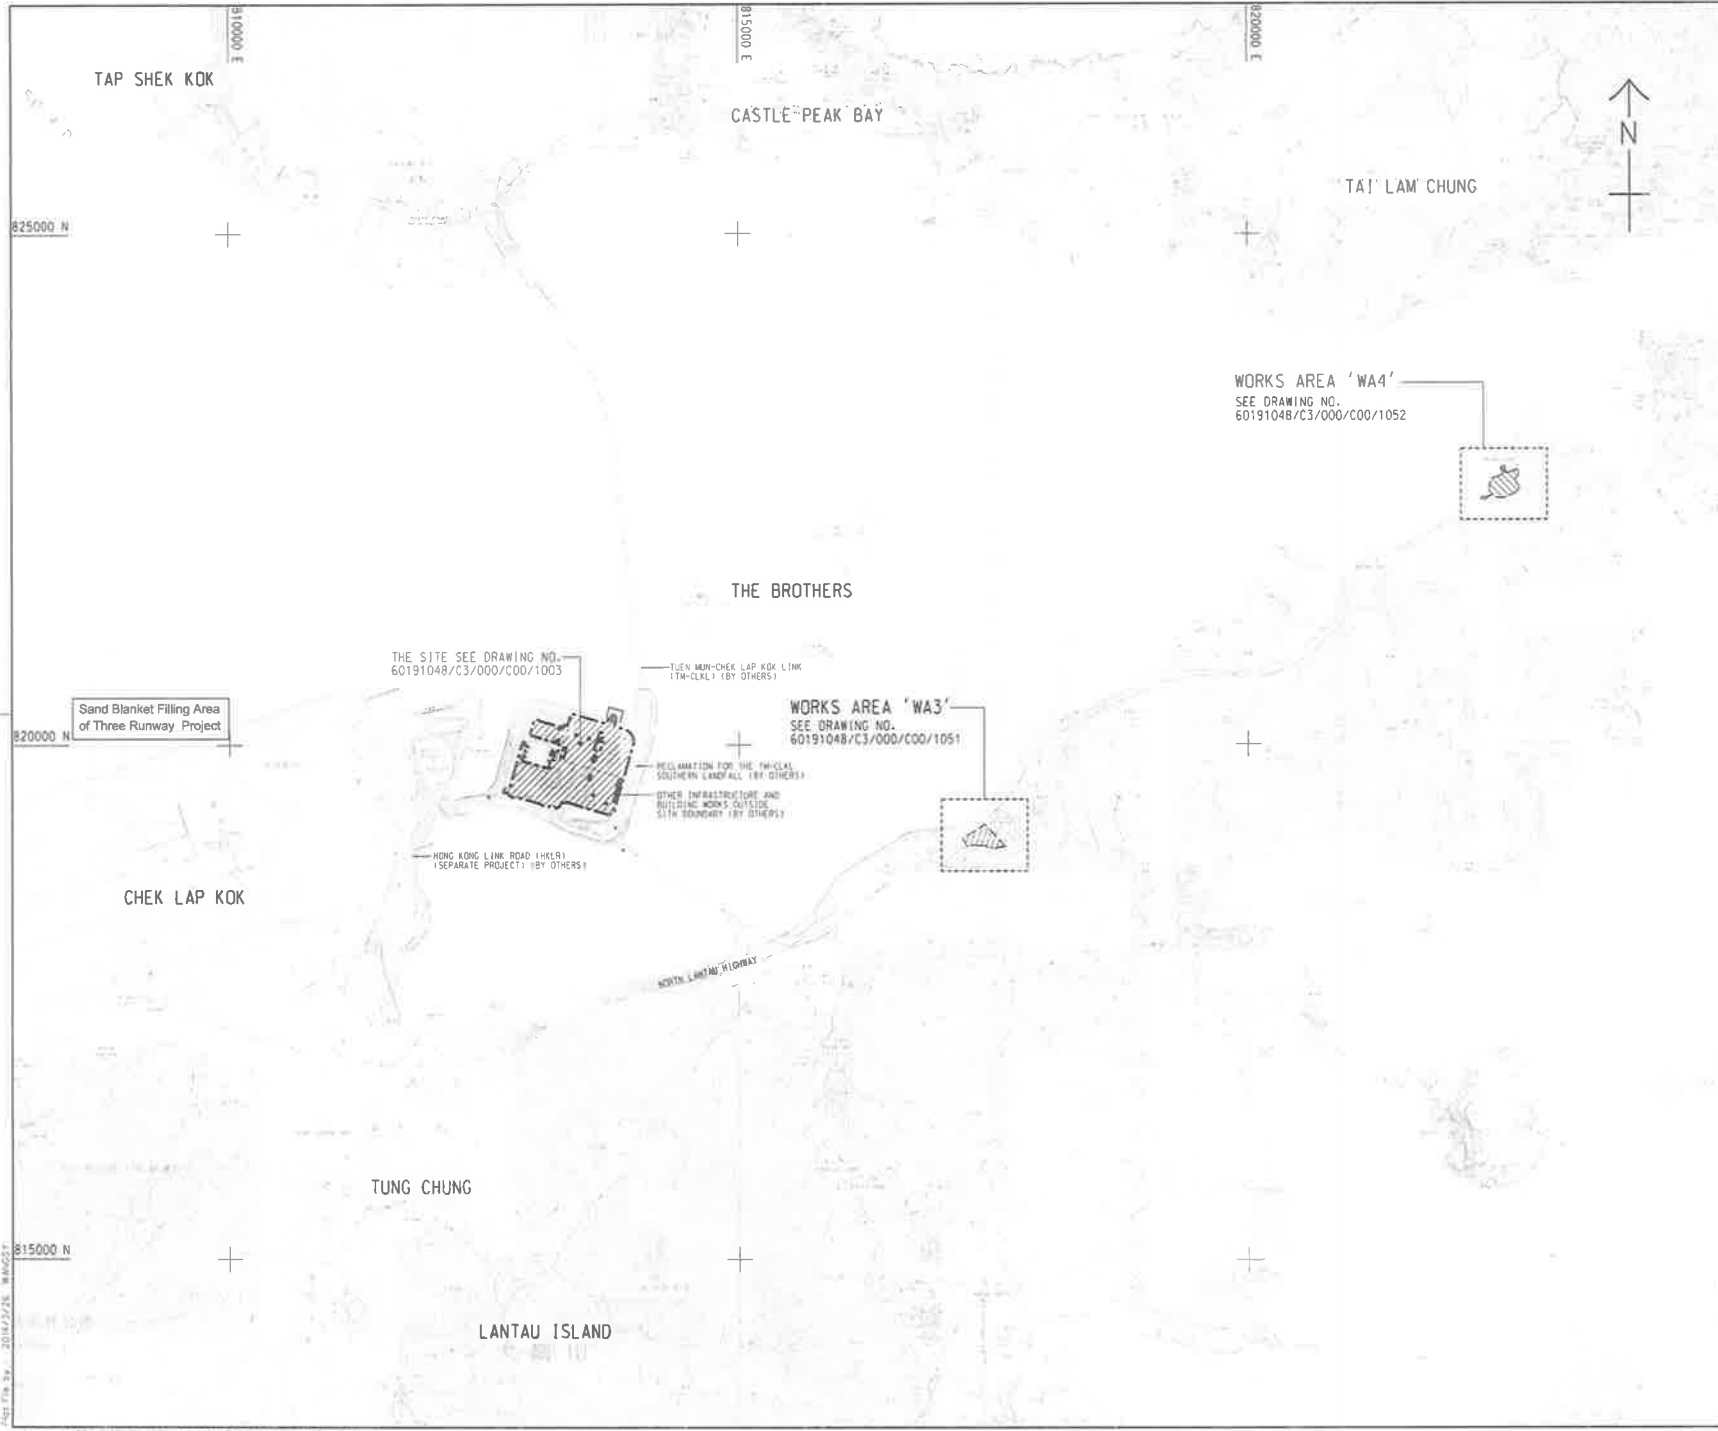 810000 E
815000 E
820000 E
TAP SHEK KOK
CASTLE PEAK BAY
N
TAI LAM CHUNG
825000 N
WORKS AREA 'WA4'
SEE DRAWING NO.
60191048/C3/000/C00/1052
THE BROTHERS
THE SITE SEE DRAWING NO.
60191048/C3/000/C00/1003
TUEN MUN-CHEK LAP KOK LINK
(TM-CLKL) (BY OTHERS)
Sand Blanket Filling Area
of Three Runway Project
WORKS AREA 'WA3'
SEE DRAWING NO.
60191048/C3/000/C00/1051
820000 N
RECLAMATION FOR THE TM-CLKL
SOUTHERN LANDFALL (BY OTHERS)
OTHER INFRASTRUCTURE AND
BUILDING WORKS OUTSIDE
SITE BOUNDARY (BY OTHERS)
HONG KONG LINK ROAD (HKLR)
(SEPARATE PROJECT) (BY OTHERS)
CHEK LAP KOK
NORTH LANTAU HIGHWAY
TUNG CHUNG
815000 N
LANTAU ISLAND